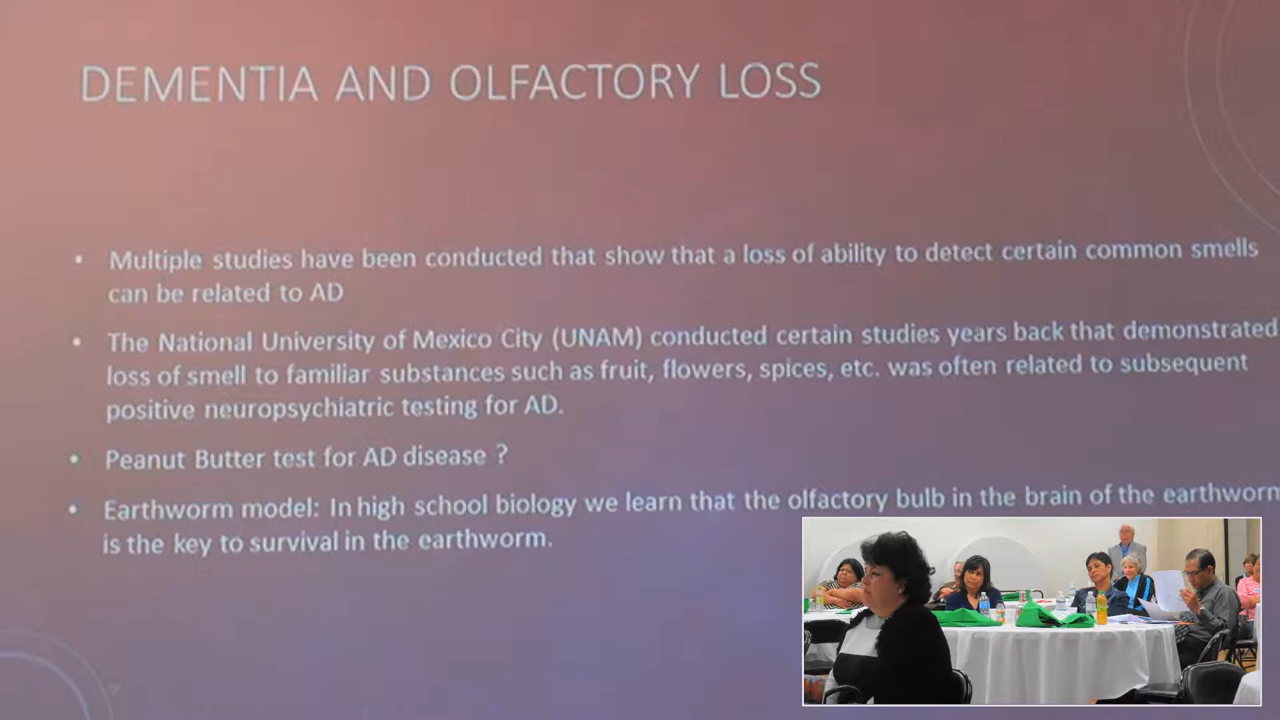 DEMENTIA AND OLFACTORY LOSS
• Multiple studies have been conducted that show that a loss of ability to detect certain common smells
can be related to AD
• The National University of Mexico City (UNAM) conducted certain studies years back that demonstrated
loss of smell to familiar substances such as fruit, flowers, spices, etc. was often related to subsequent
positive neuropsychiatric testing for AD.
• Peanut Butter test for AD disease ?
• Earthworm model: In high school biology we learn that the olfactory bulb in the brain of the earthworm
is the key to survival in the earthworm.